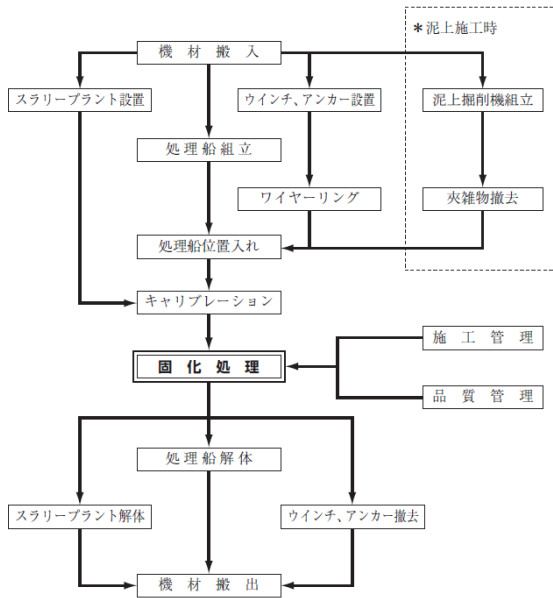 ＊泥上施工時
機材搬入
スラリープラント設置
ウインチ、アンカー設置
泥上掘削機組立
処理船組立
ワイヤーリング
夾雑物撤去
処理船位置入れ
キャリブレーション
固化処理
施工管理
品質管理
処理船解体
スラリープラント解体
ウインチ、アンカー撤去
機材搬出